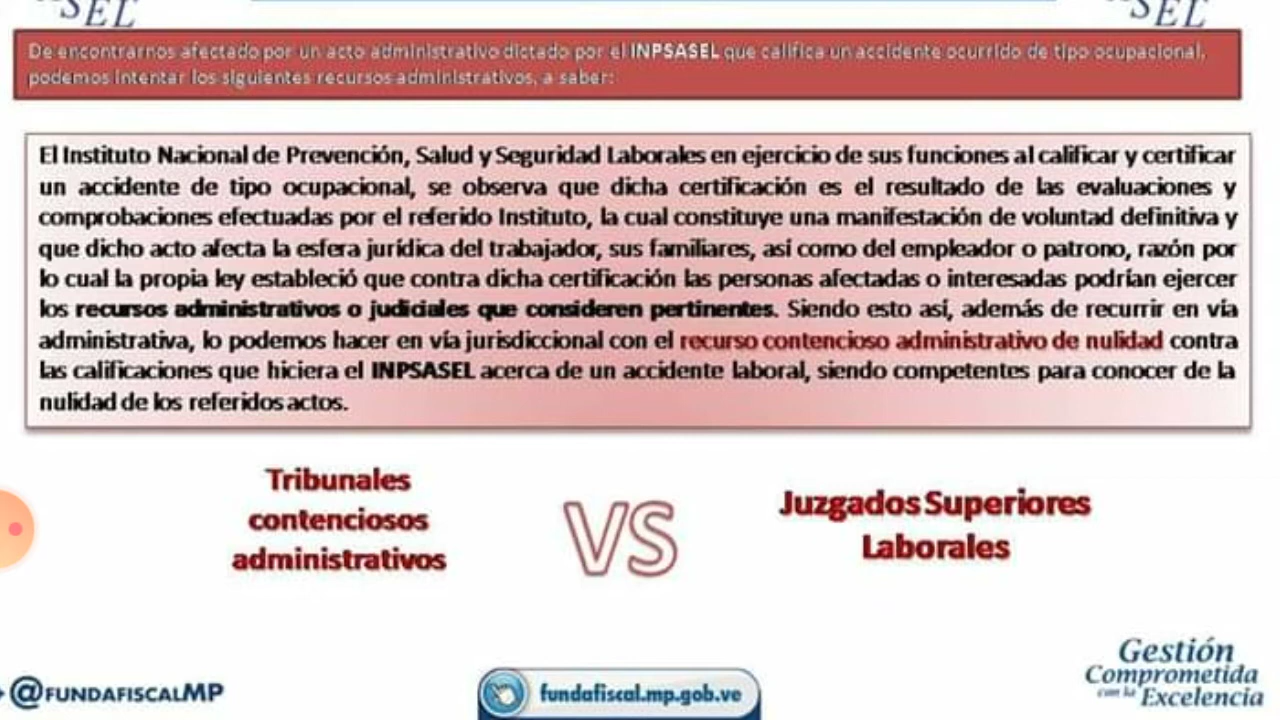 SEL
SEL
De encontrarnos afectado por un acto administrativo dictado por el INPSASEL que califica un accidente ocurrido de tipo ocupacional,
podemos intentar los siguientes recursos administrativos, a saber:
El Instituto Nacional de Prevención, Salud y Seguridad Laborales en ejercicio de sus funciones al calificar y certificar
un accidente de tipo ocupacional, se observa que dicha certificación es el resultado de las evaluaciones y
comprobaciones efectuadas por el referido Instituto, la cual constituye una manifestación de voluntad definitiva y
que dicho acto afecta la esfera jurídica del trabajador, sus familiares, así como del empleador o patrono, razón por
lo cual la propia ley estableció que contra dicha certificación las personas afectadas o interesadas podrían ejercer
los recursos administrativos o judiciales que consideren pertinentes. Siendo esto así, además de recurrir en vía
administrativa, lo podemos hacer en vía jurisdiccional con el recurso contencioso administrativo de nulidad contra
las calificaciones que hiciera el INPSASEL acerca de un accidente laboral, siendo competentes para conocer de la
nulidad de los referidos actos.
Tribunales
contenciosos
administrativos
VS
Juzgados Superiores
Laborales
@FUNDAFISCALMP
fundafiscal.mp.gob.ve
Gestión
Comprometida
con la Excelencia